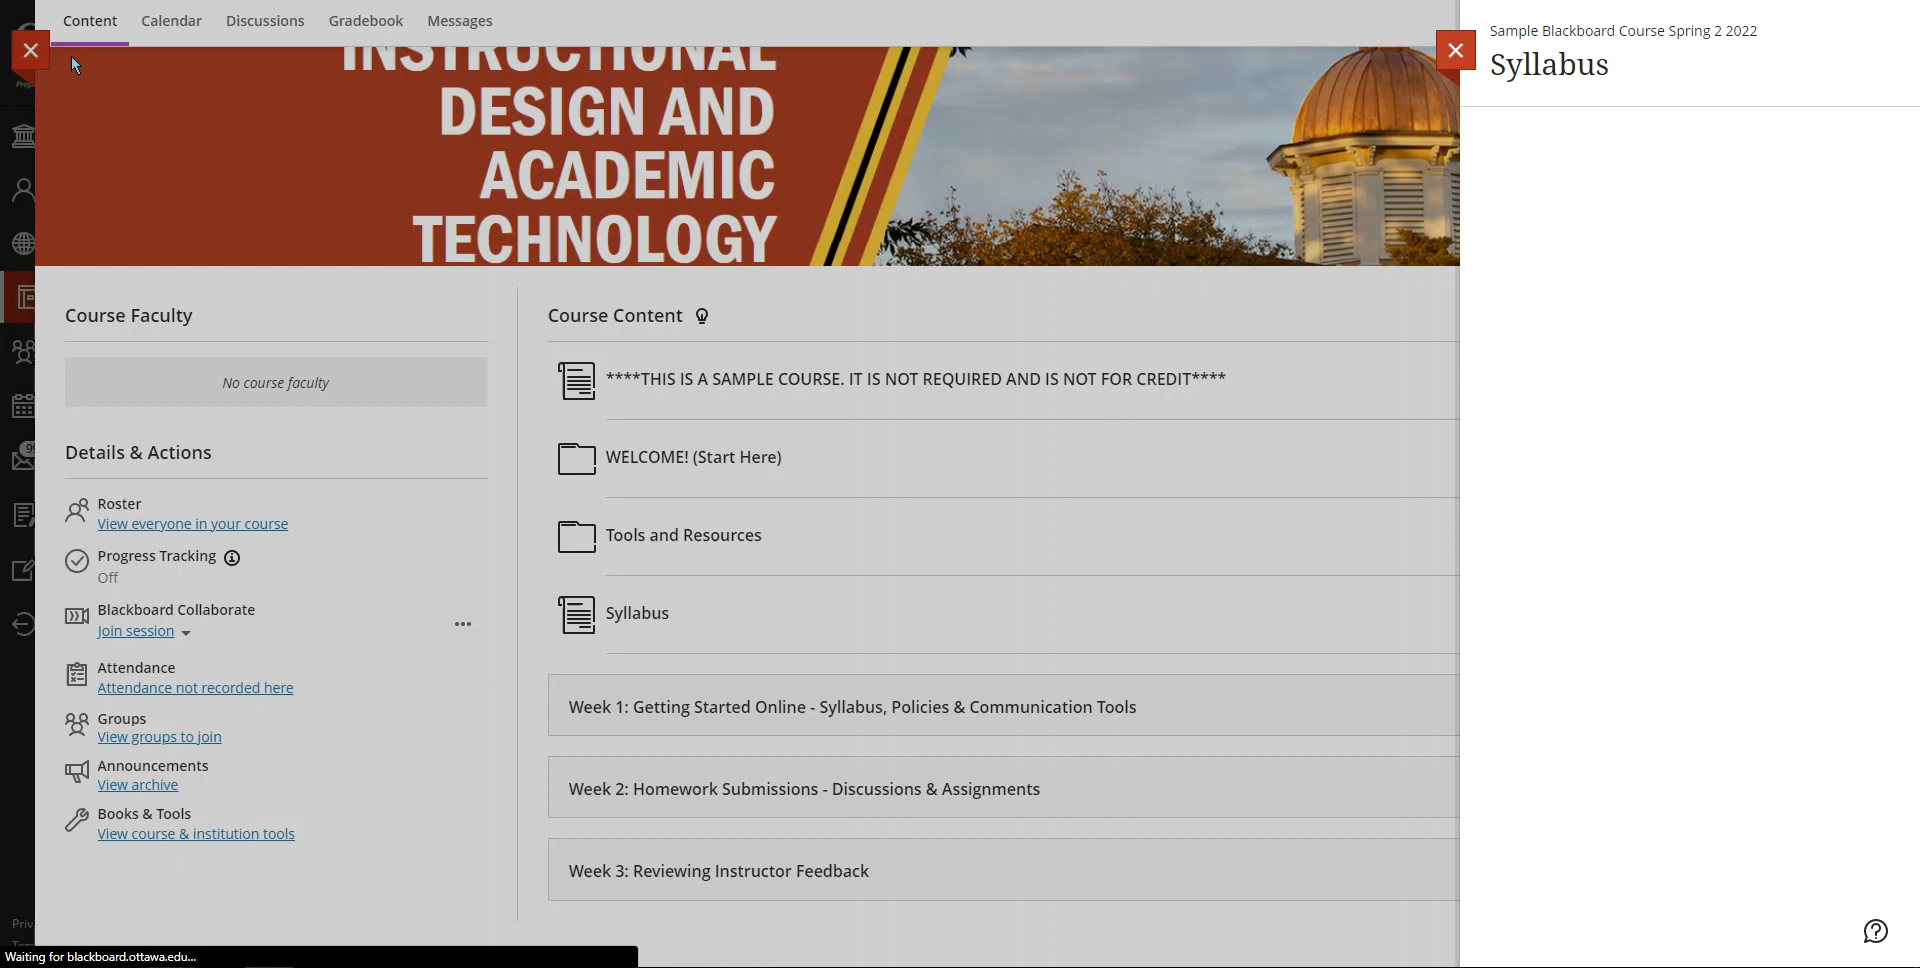 Content Calendar Discussions Gradebook Messages
INSTRUCTIONAL
DESIGN AND
ACADEMIC
TECHNOLOGY
Course Faculty
No course faculty
Details & Actions
Roster
View everyone in your course
Progress Tracking
Off
Blackboard Collaborate
Join session
Attendance
Attendance not recorded here
Groups
View groups to join
Announcements
View archive
Books & Tools
View course & institution tools
Course Content
****THIS IS A SAMPLE COURSE. IT IS NOT REQUIRED AND IS NOT FOR CREDIT****
WELCOME! (Start Here)
Tools and Resources
Syllabus
Week 1: Getting Started Online - Syllabus, Policies & Communication Tools
Week 2: Homework Submissions - Discussions & Assignments
Week 3: Reviewing Instructor Feedback
Sample Blackboard Course Spring 2 2022
Syllabus
Waiting for blackboard.ottawa.edu...